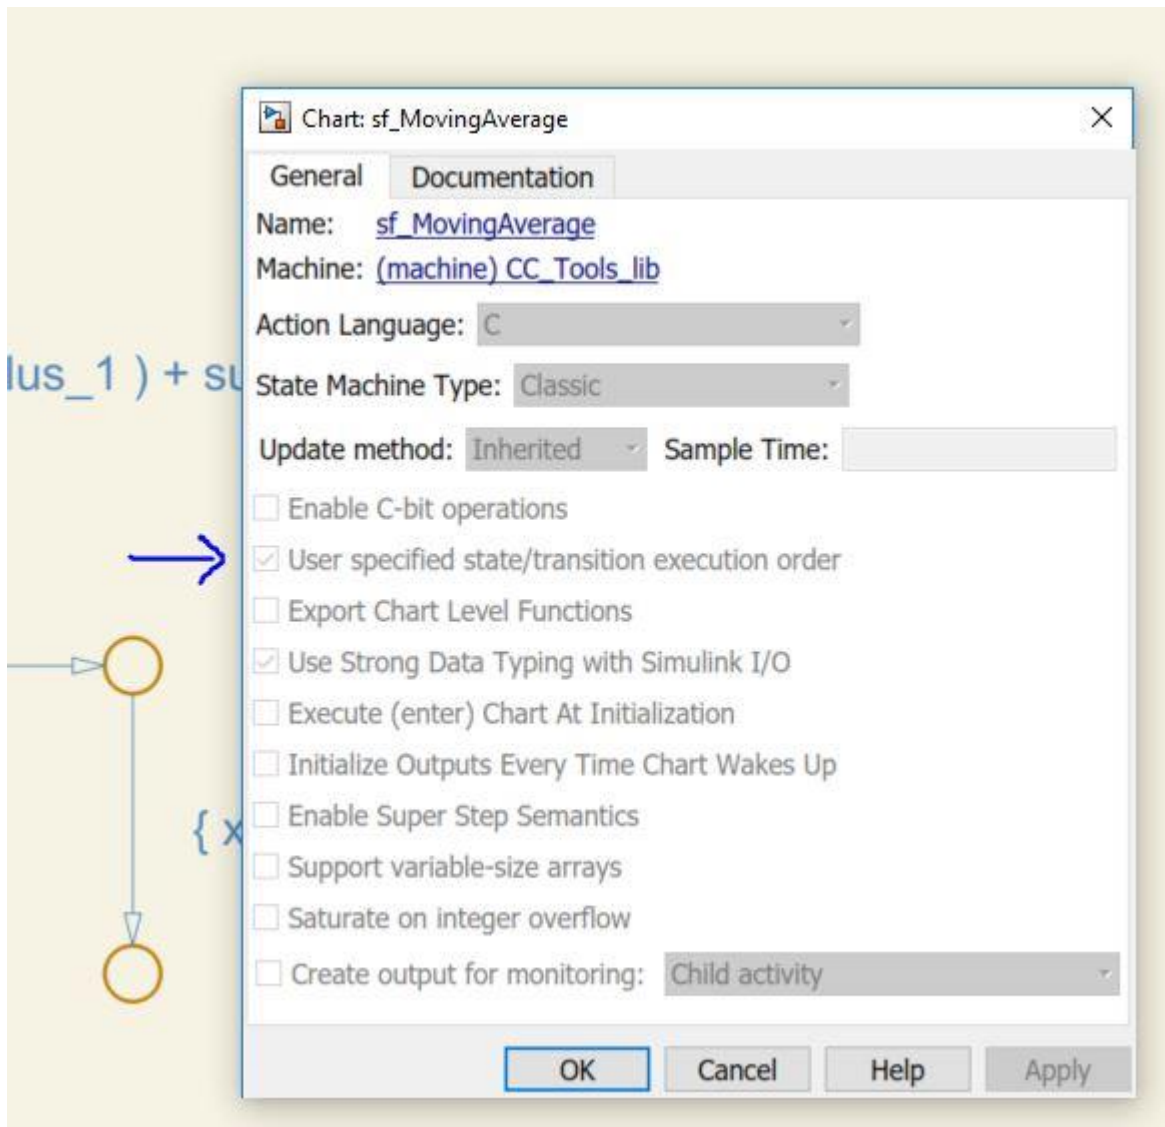 Chart: sf_MovingAverage
General Documentation
Name: sf_MovingAverage
Machine: (machine) CC_Tools_lib
Action Language: C
lus_1 ) + su
State Machine Type: Classic
Update method: Inherited Sample Time:
Enable C-bit operations
User specified state/transition execution order
Export Chart Level Functions
Use Strong Data Typing with Simulink I/O
Execute (enter) Chart At Initialization
Initialize Outputs Every Time Chart Wakes Up
Enable Super Step Semantics
{ x
Support variable-size arrays
Saturate on integer overflow
Create output for monitoring: Child activity
OK Cancel Help Apply